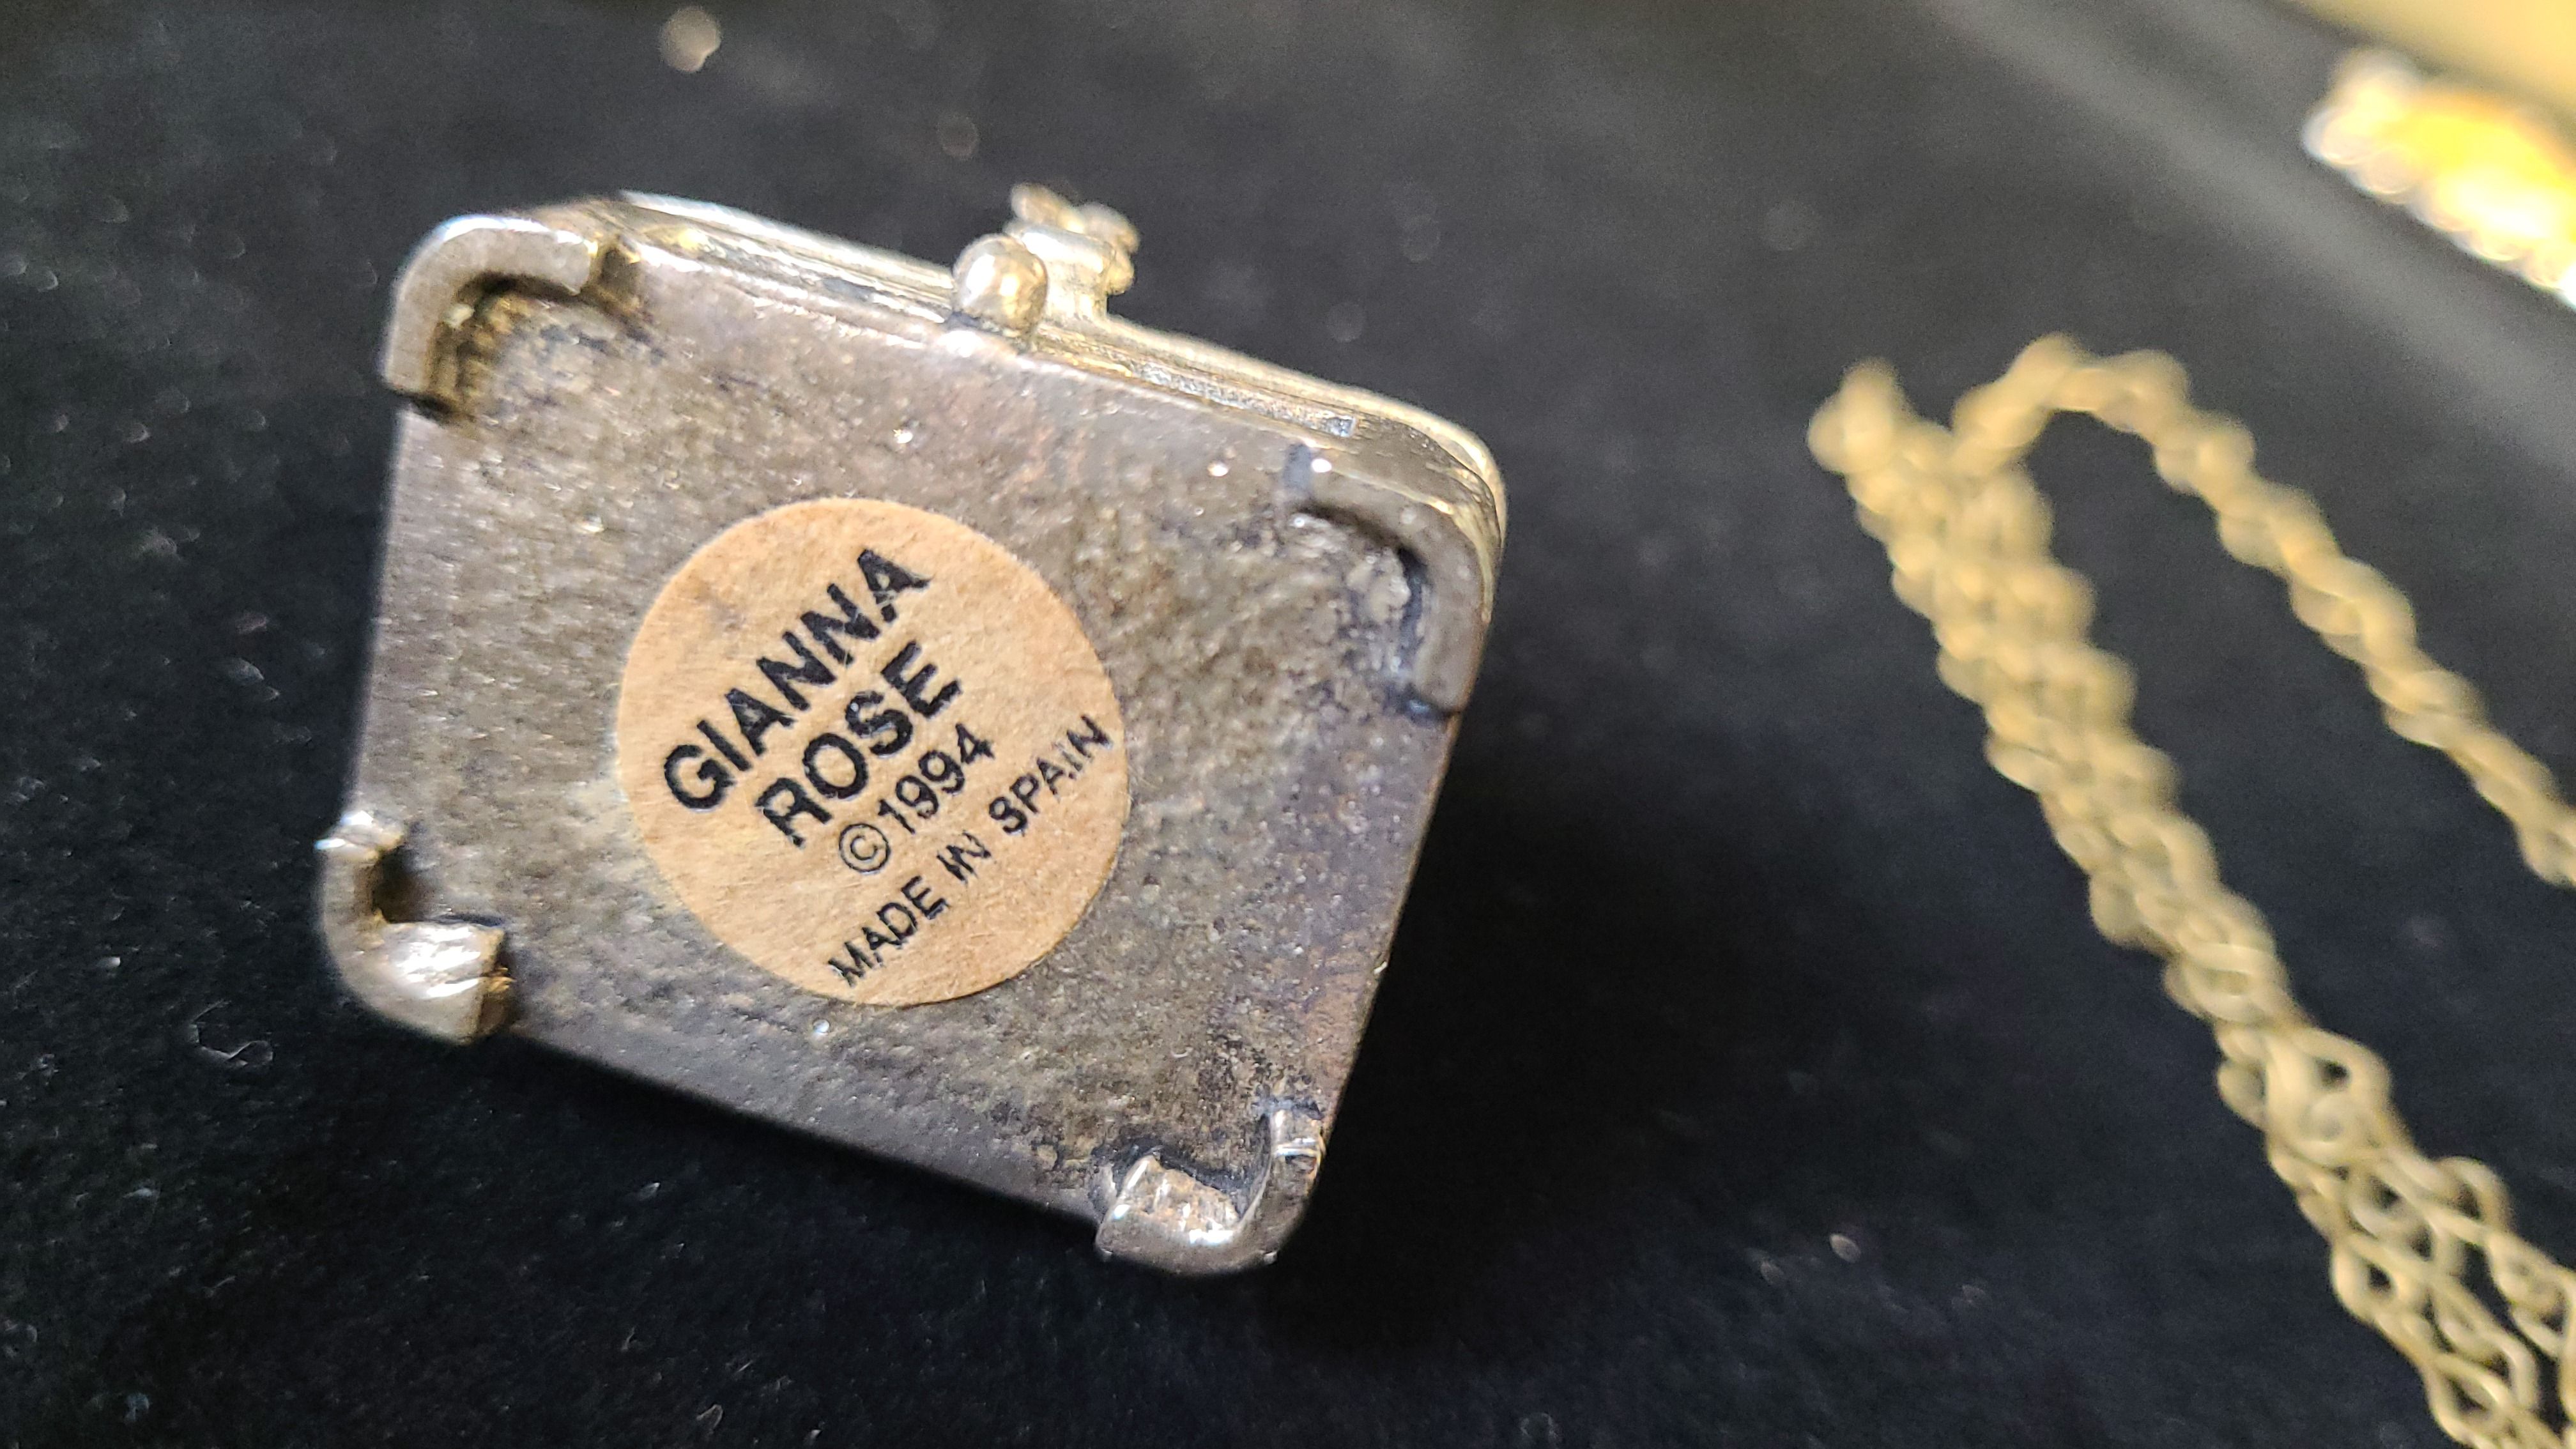 GIANNA
ROSE
©1994
MADE IN SPAIN